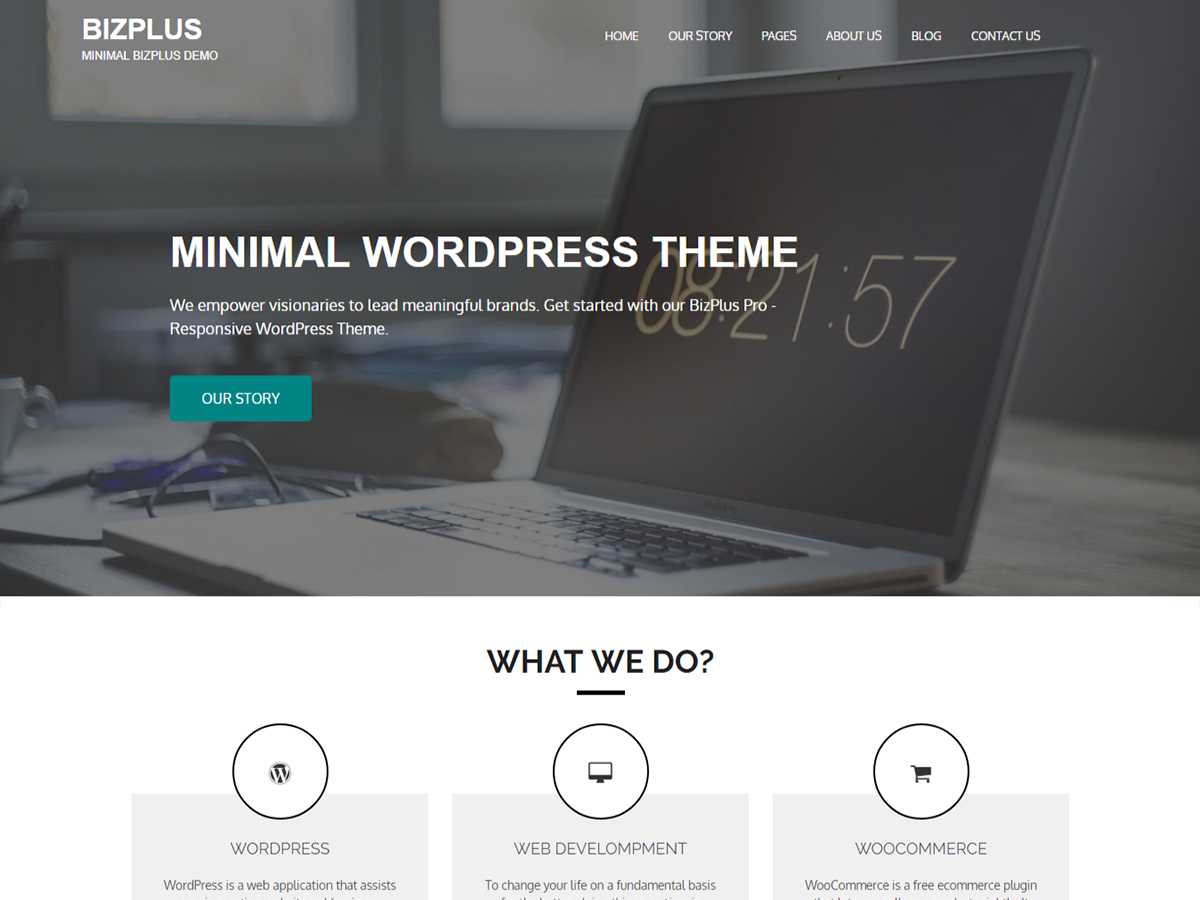 BIZPLUS
MINIMAL BIZPLUS DEMO
HOME OUR STORY PAGES ABOUT US BLOG CONTACT US
MINIMAL WORDPRESS THEME
08:21:57
We empower visionaries to lead meaningful brands. Get started with our BizPlus Pro -
Responsive WordPress Theme.
OUR STORY
WHAT WE DO?
WORDPRESS
WordPress is a web application that assists
WEB DEVELOMPMENT
To change your life on a fundamental basis
WOOCOMMERCE
WooCommerce is a free ecommerce plugin